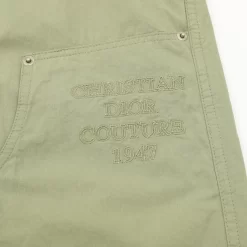 CHRISTIAN
DIOR
COUTURE
1947